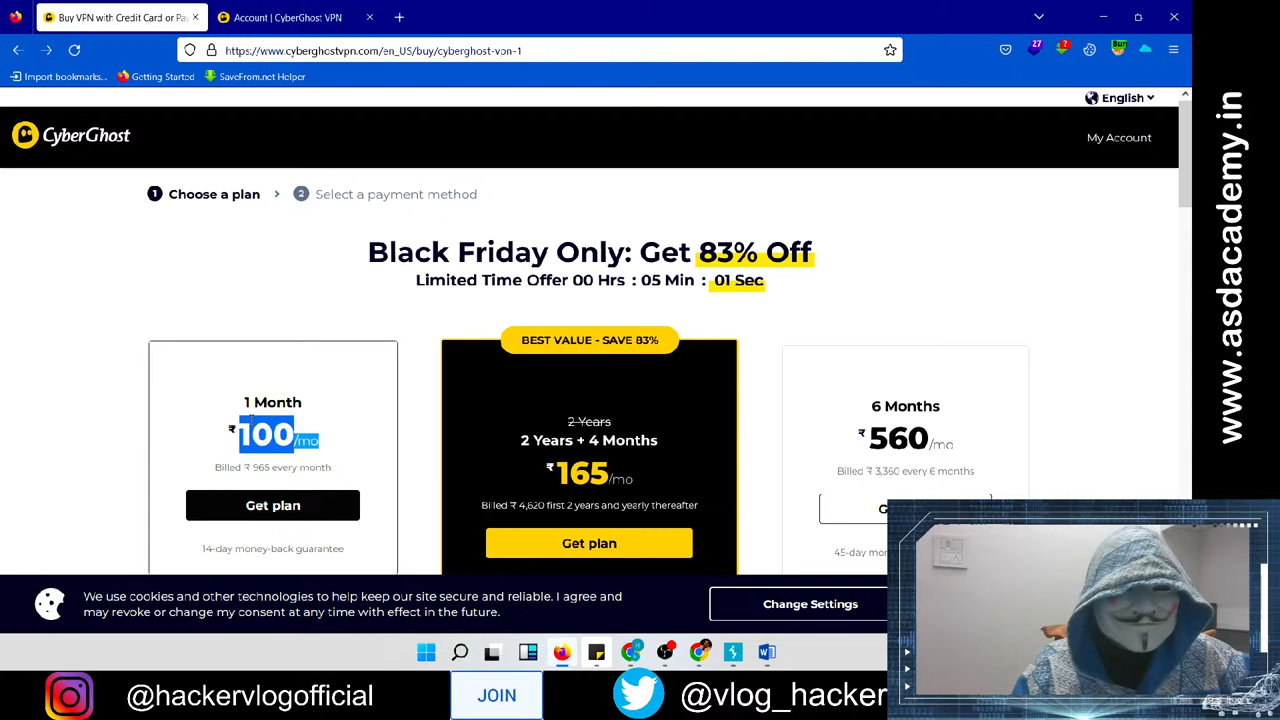 Buy VPN with Credit Card or Pay
Account | CyberGhost VPN
https://www.cyberghostvpn.com/en_US/buy/cyberghost-vpn-1
27
?
Bur
Import bookmarks...
Getting Started
SaveFrom.net Helper
English
CyberGhost
My Account
1 Choose a plan > 2 Select a payment method
Black Friday Only: Get 83% Off
Limited Time Offer 00 Hrs : 05 Min : 01 Sec
BEST VALUE - SAVE 83%
1 Month
₹100/mo
Billed ₹ 965 every month
Get plan
14-day money-back guarantee
2 Years
2 Years + 4 Months
₹165/mo
Billed ₹ 4,620 first 2 years and yearly thereafter
Get plan
6 Months
₹560/mo
Billed ₹ 3,360 every 6 months
G
45-day mon
We use cookies and other technologies to help keep our site secure and reliable. I agree and
may revoke or change my consent at any time with effect in the future.
Change Settings
@hackervlogofficial
JOIN
@vlog_hacker
www.asdacademy.in